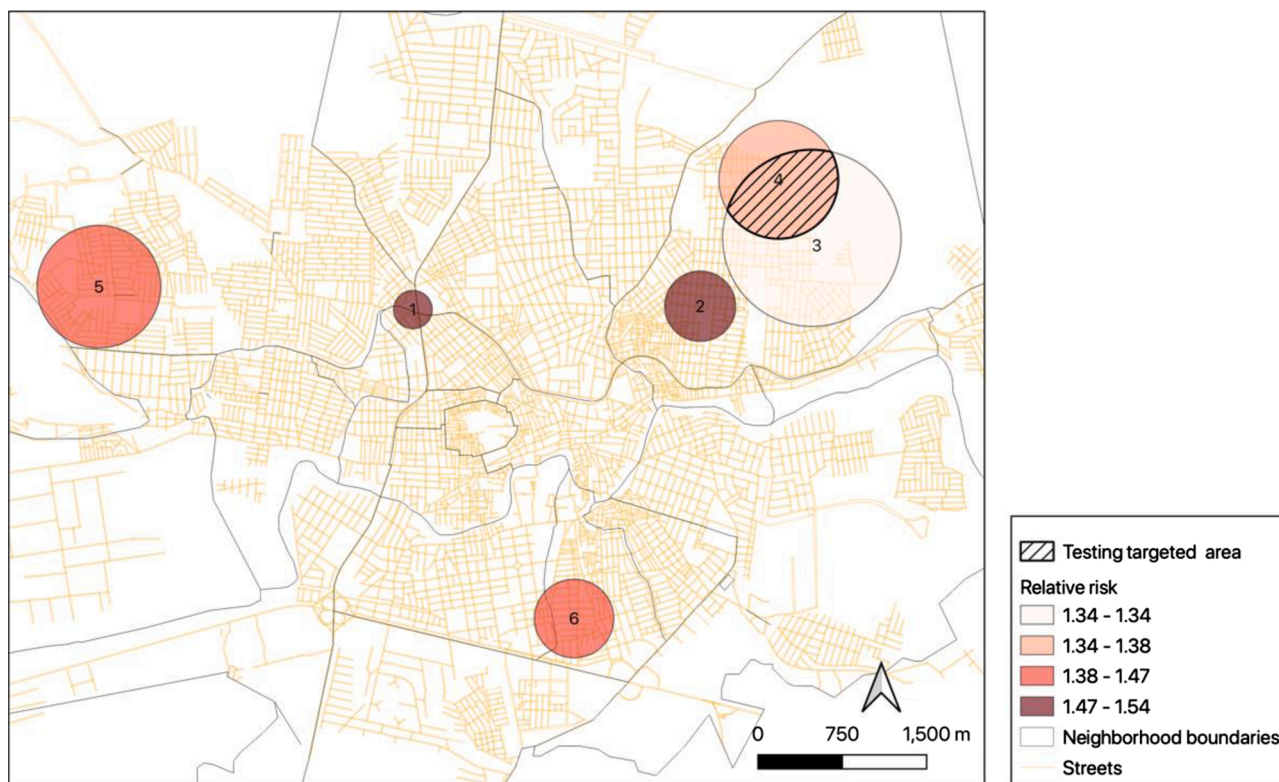 4
3
5
1
2
6
0 750 1,500 m
Testing targeted area
Relative risk
1.34 - 1.34
1.34 - 1.38
1.38 - 1.47
1.47 - 1.54
Neighborhood boundaries
Streets